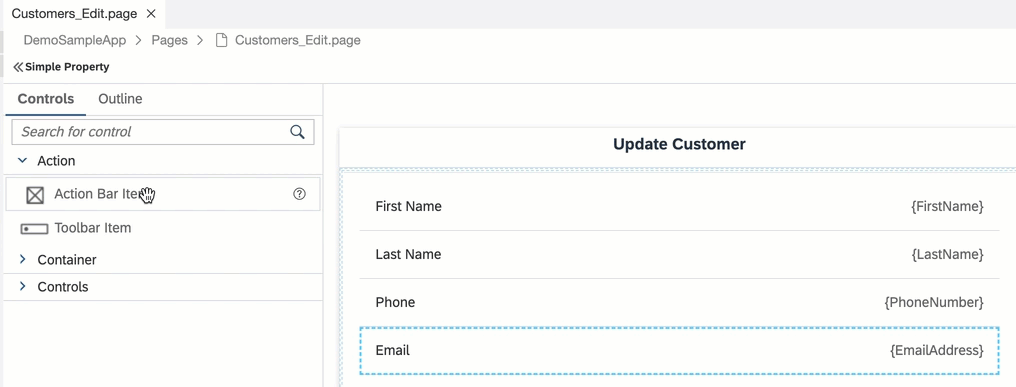 Customers_Edit.page
DemoSampleApp > Pages > Customers_Edit.page
Simple Property
Controls Outline
Search for control
Action
Action Bar Item
Toolbar Item
Container
Controls
Update Customer
First Name {FirstName}
Last Name {LastName}
Phone {PhoneNumber}
Email {EmailAddress}